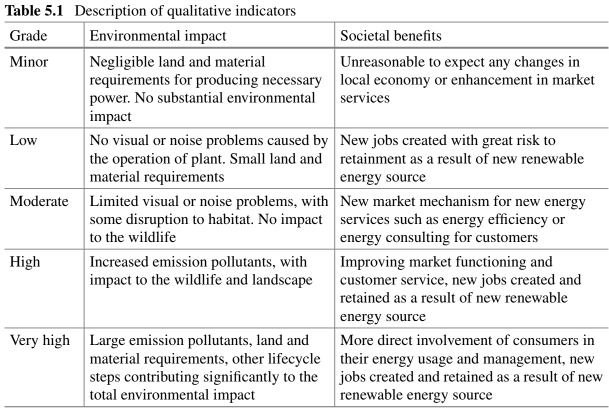 Table 5.1 Description of qualitative indicators
Grade Environmental impact Societal benefits
Minor Negligible land and material Unreasonable to expect any changes in
requirements for producing necessary local economy or enhancement in market
power. No substantial environmental services
impact
Low No visual or noise problems caused by New jobs created with great risk to
the operation of plant. Small land and retainment as a result of new renewable
material requirements energy source
Moderate Limited visual or noise problems, with New market mechanism for new energy
some disruption to habitat. No impact services such as energy efficiency or
to the wildlife energy consulting for customers
High Increased emission pollutants, with Improving market functioning and
impact to the wildlife and landscape customer service, new jobs created and
retained as a result of new renewable
energy source
Very high Large emission pollutants, land and More direct involvement of consumers in
material requirements, other lifecycle their energy usage and management, new
steps contributing significantly to the jobs created and retained as a result of new
total environmental impact renewable energy source